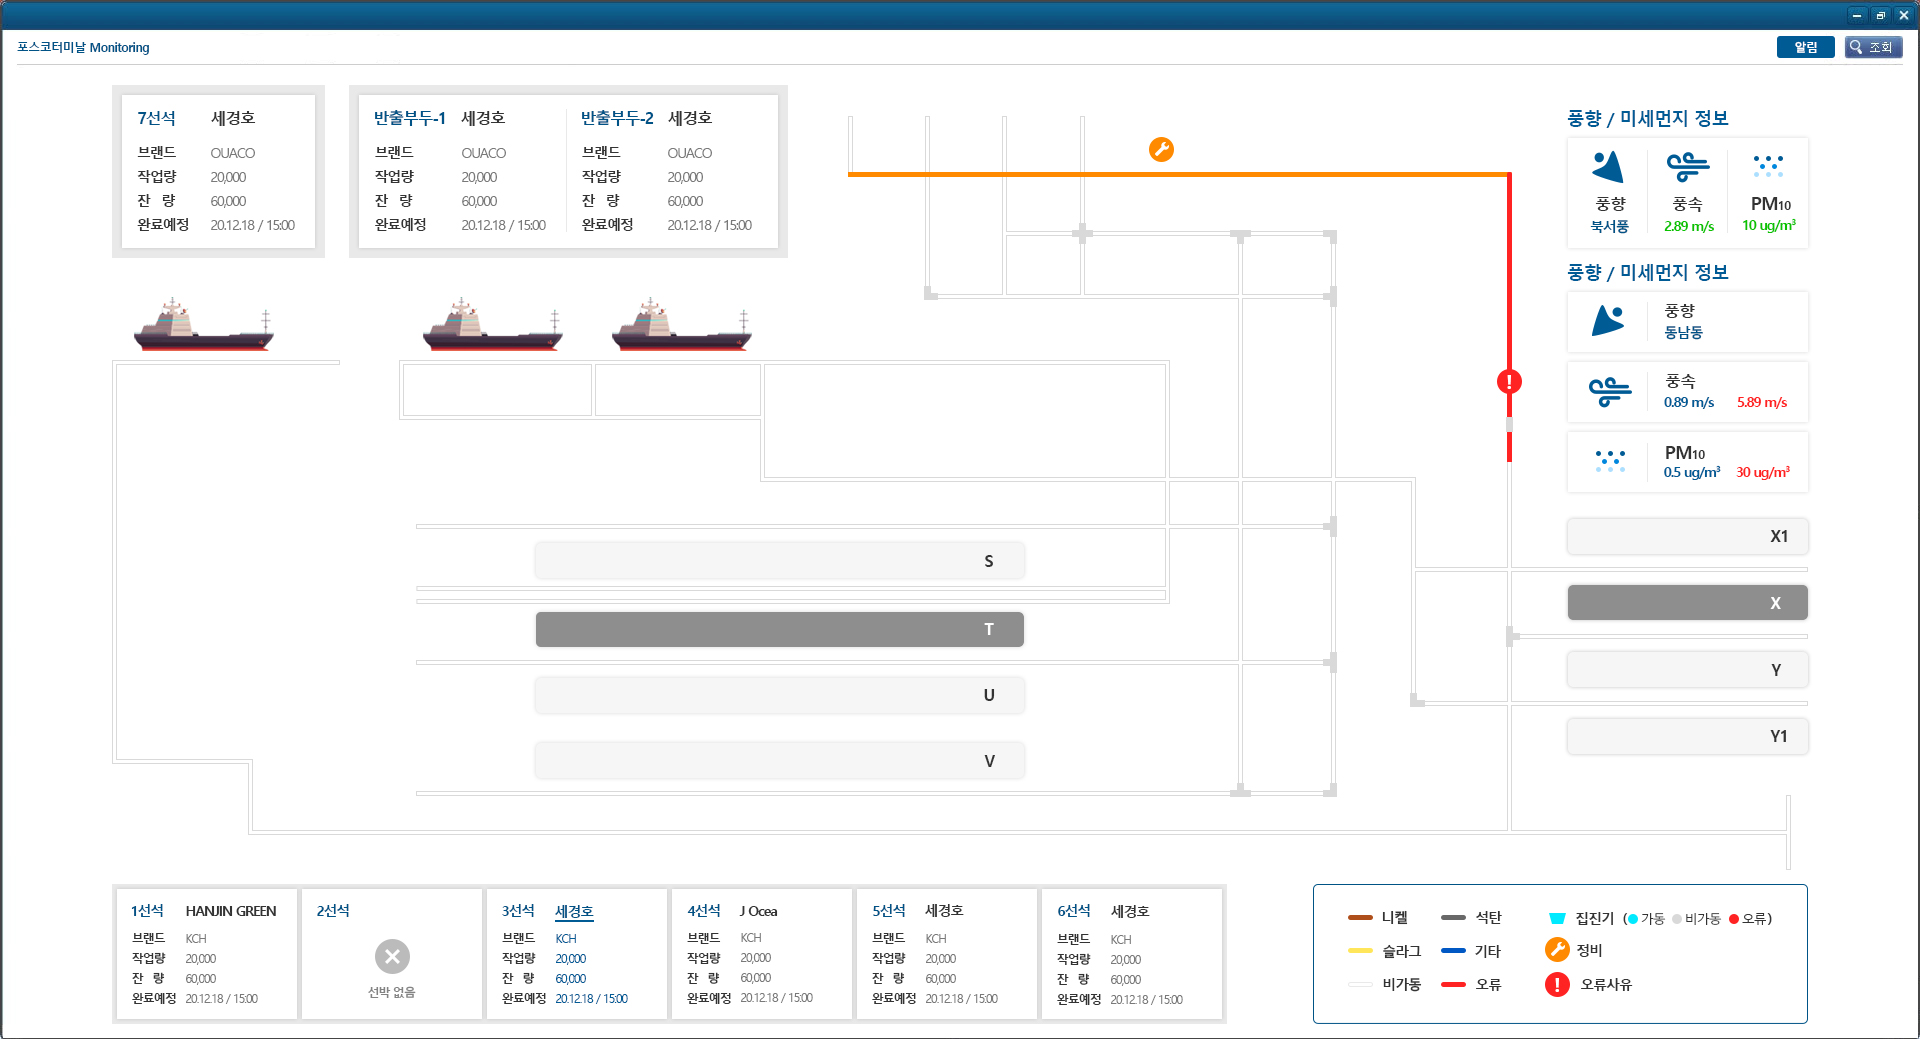 포스코터미날 Monitoring
알림
조회
7선석 세경호
브랜드 OUACO
작업량 20,000
잔 량 60,000
완료예정 20.12.18 / 15:00
반출부두-1 세경호
브랜드 OUACO
작업량 20,000
잔 량 60,000
완료예정 20.12.18 / 15:00
반출부두-2 세경호
브랜드 OUACO
작업량 20,000
잔 량 60,000
완료예정 20.12.18 / 15:00
풍향 / 미세먼지 정보
풍향
북서풍
풍속
2.89 m/s
PM10
10 ug/m³
풍향 / 미세먼지 정보
풍향
동남동
풍속
0.89 m/s 5.89 m/s
PM10
0.5 ug/m³ 30 ug/m³
S
T
U
V
X1
X
Y
Y1
1선석 HANJIN GREEN
브랜드 KCH
작업량 20,000
잔 량 60,000
완료예정 20.12.18 / 15:00
2선석
선박 없음
3선석 세경호
브랜드 KCH
작업량 20,000
잔 량 60,000
완료예정 20.12.18 / 15:00
4선석 J Ocea
브랜드 KCH
작업량 20,000
잔 량 60,000
완료예정 20.12.18 / 15:00
5선석 세경호
브랜드 KCH
작업량 20,000
잔 량 60,000
완료예정 20.12.18 / 15:00
6선석 세경호
브랜드 KCH
작업량 20,000
잔 량 60,000
완료예정 20.12.18 / 15:00
니켈 석탄 집진기 (가동 비가동 오류)
슬라그 기타 정비
비가동 오류 오류사유